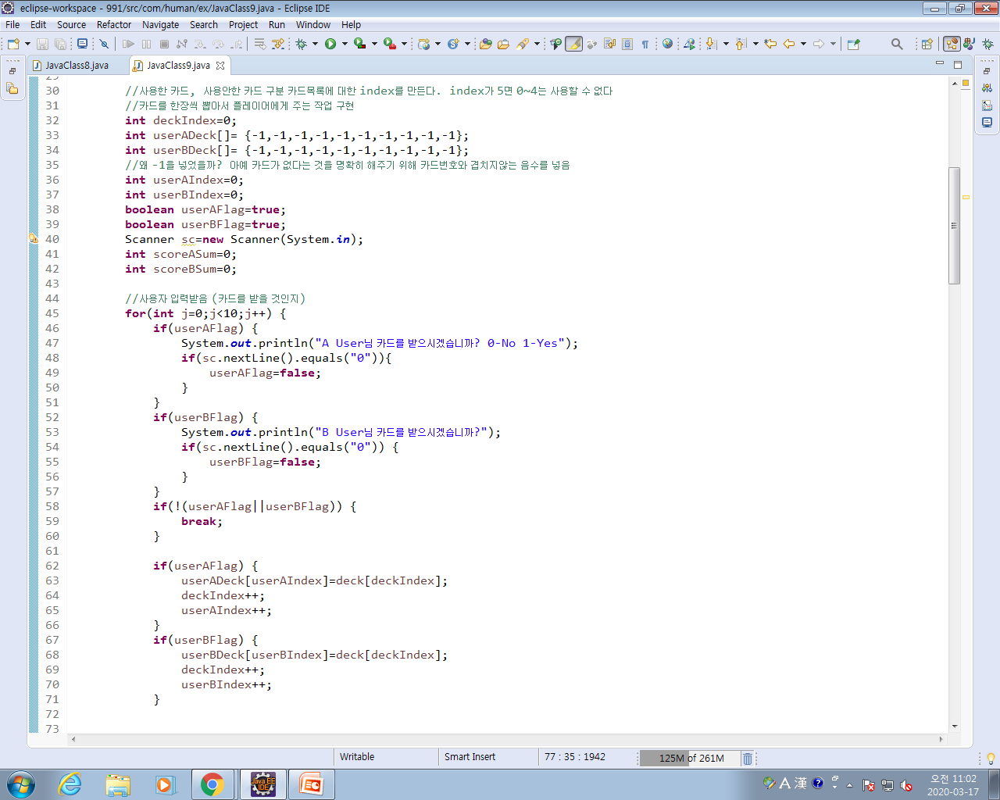 eclipse-workspace - 991/src/com/human/ex/JavaClass9.java - Eclipse IDE
File Edit Source Refactor Navigate Search Project Run Window Help
JavaClass8.java JavaClass9.java
30 //사용한 카드, 사용안한 카드 구분 카드목록에 대한 index를 만든다. index가 5면 0~4는 사용할 수 없다
31 //카드를 한장씩 뽑아서 플레이어에게 주는 작업 구현
32 int deckIndex=0;
33 int userADeck[]= {-1,-1,-1,-1,-1,-1,-1,-1,-1,-1};
34 int userBDeck[]= {-1,-1,-1,-1,-1,-1,-1,-1,-1,-1};
35 //왜 -1을 넣었을까? 아예 카드가 없다는 것을 명확히 해주기 위해 카드번호와 겹치지않는 음수를 넣음
36 int userAIndex=0;
37 int userBIndex=0;
38 boolean userAFlag=true;
39 boolean userBFlag=true;
40 Scanner sc=new Scanner(System.in);
41 int scoreASum=0;
42 int scoreBSum=0;
43
44 //사용자 입력받음 (카드를 받을 것인지)
45 for(int j=0;j<10;j++) {
46 if(userAFlag) {
47 System.out.println("A User님 카드를 받으시겠습니까? 0-No 1-Yes");
48 if(sc.nextLine().equals("0")){
49 userAFlag=false;
50 }
51 }
52 if(userBFlag) {
53 System.out.println("B User님 카드를 받으시겠습니까?");
54 if(sc.nextLine().equals("0")) {
55 userBFlag=false;
56 }
57 }
58 if(!(userAFlag||userBFlag)) {
59 break;
60 }
61
62 if(userAFlag) {
63 userADeck[userAIndex]=deck[deckIndex];
64 deckIndex++;
65 userAIndex++;
66 }
67 if(userBFlag) {
68 userBDeck[userBIndex]=deck[deckIndex];
69 deckIndex++;
70 userBIndex++;
71 }
72
73
Writable Smart Insert 77 : 35 : 1942 125M of 261M
Java EE IDE
A 漢
오전 11:02
2020-03-17